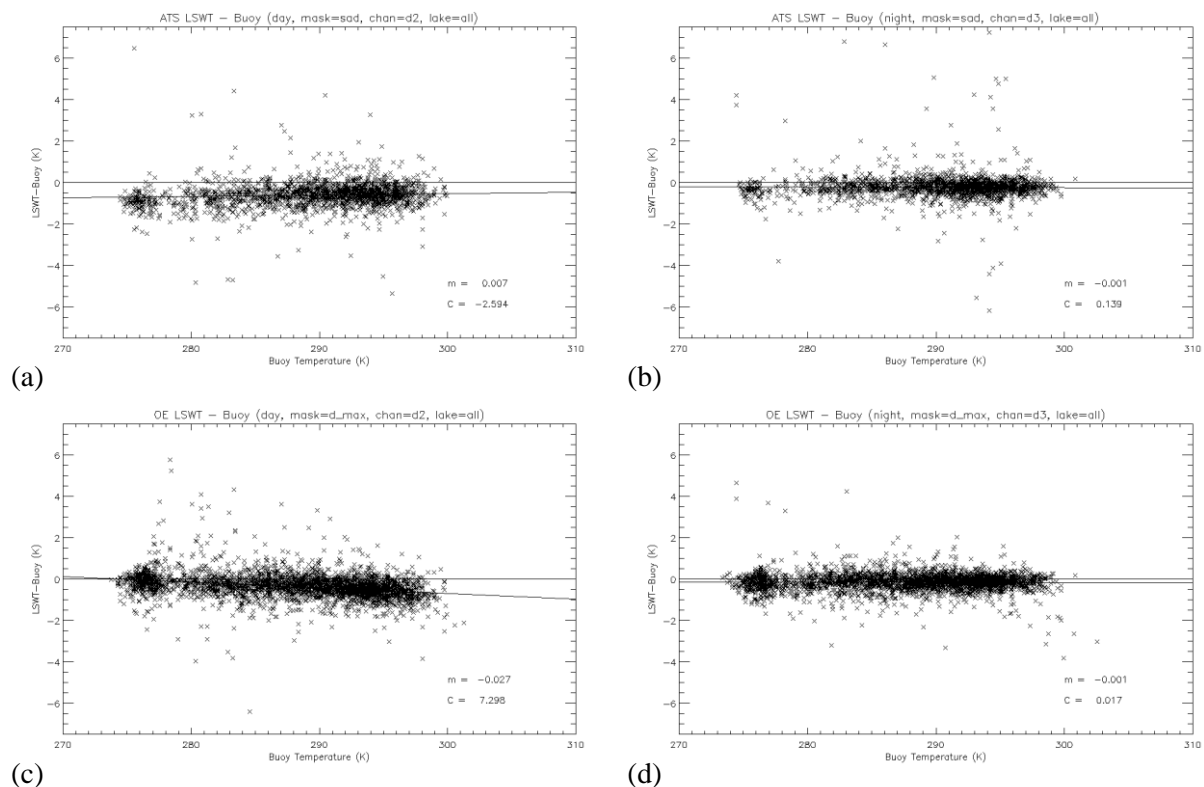 ATS LSWT – Buoy (day, mask=sad, chan=d2, lake=all)
6
4
2
0
−2
−4
−6
LSWT−Buoy (K)
m = 0.007
C = −2.594
270 280 290 300 310
Buoy Temperature (K)
(a)
ATS LSWT – Buoy (night, mask=sad, chan=d3, lake=all)
6
4
2
0
−2
−4
−6
LSWT−Buoy (K)
m = −0.001
C = 0.139
270 280 290 300 310
Buoy Temperature (K)
(b)
OE LSWT – Buoy (day, mask=d_max, chan=d2, lake=all)
6
4
2
0
−2
−4
−6
LSWT−Buoy (K)
m = −0.027
C = 7.298
270 280 290 300 310
Buoy Temperature (K)
(c)
OE LSWT – Buoy (night, mask=d_max, chan=d3, lake=all)
6
4
2
0
−2
−4
−6
LSWT−Buoy (K)
m = −0.001
C = 0.017
270 280 290 300 310
Buoy Temperature (K)
(d)